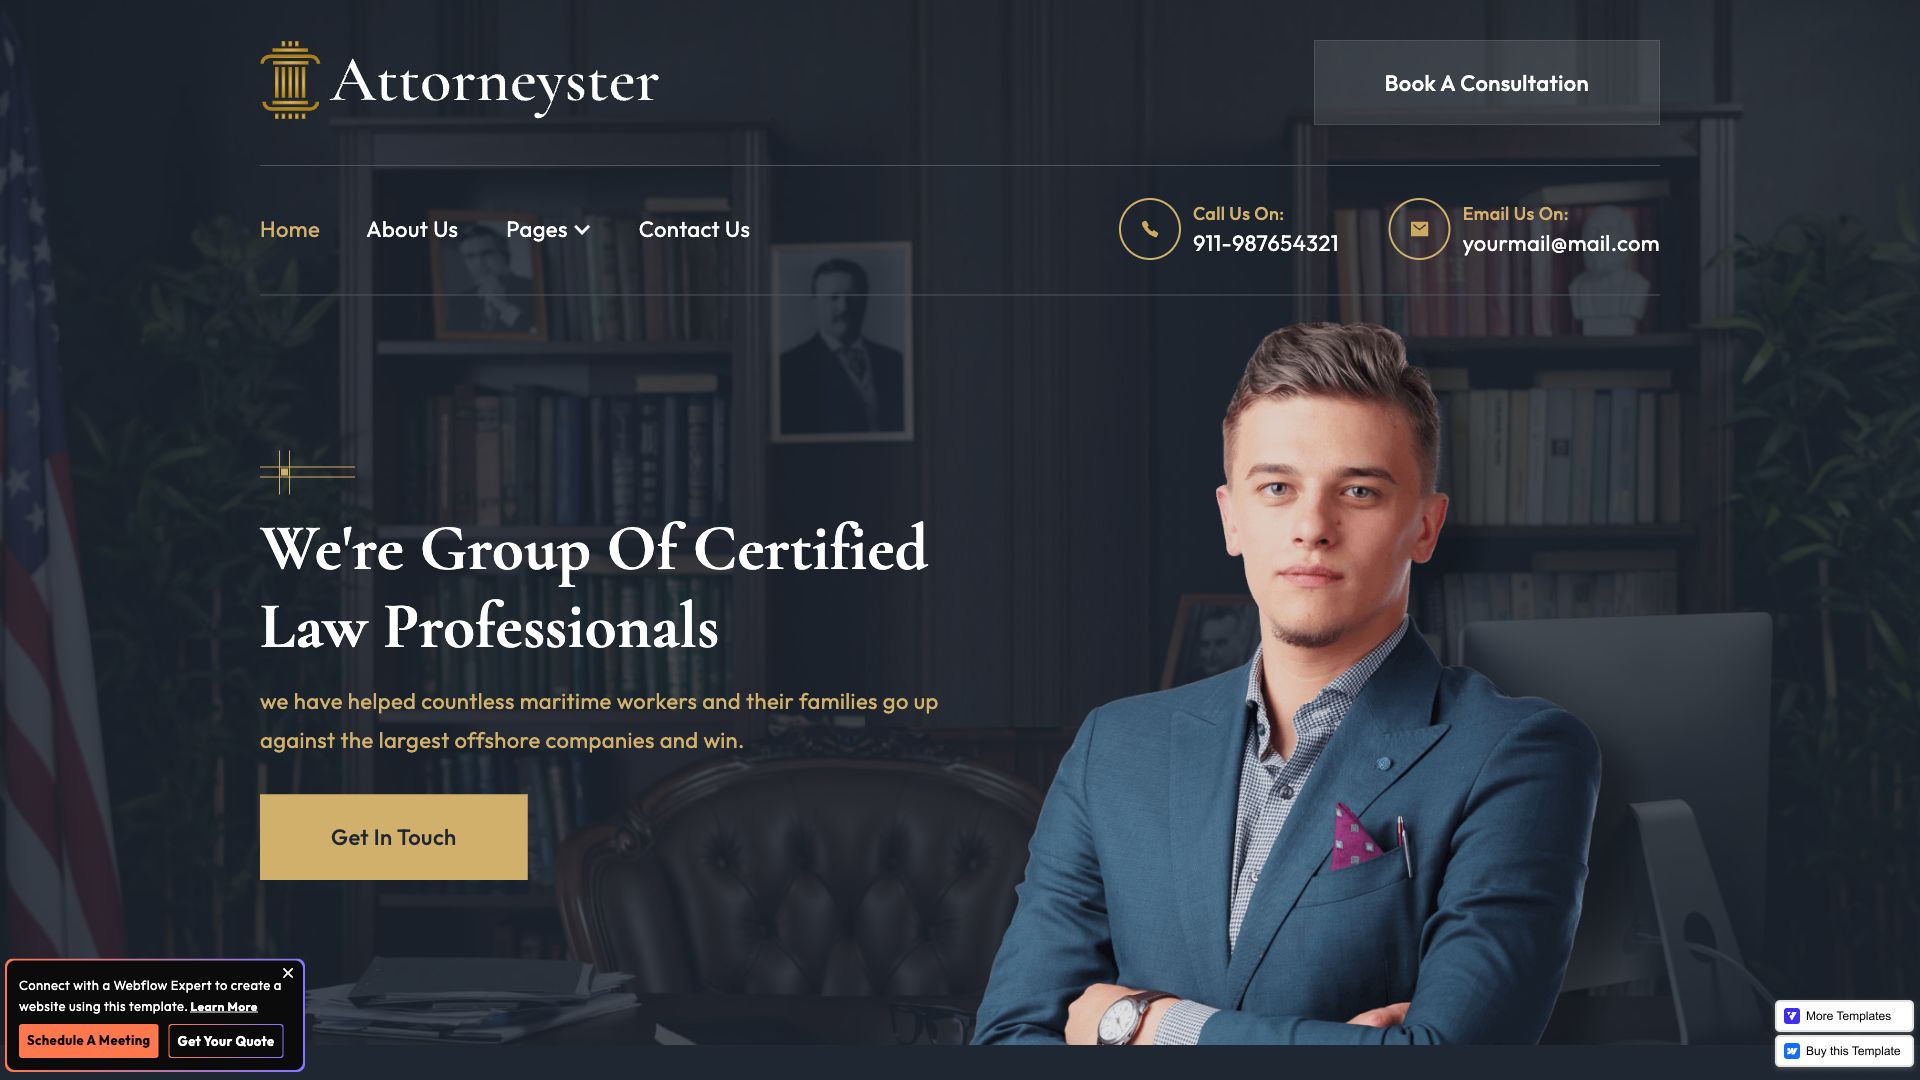 Attorneyster
Book A Consultation
Home
About Us
Pages
Contact Us
Call Us On:
911-987654321
Email Us On:
yourmail@mail.com
We're Group Of Certified
Law Professionals
we have helped countless maritime workers and their families go up
against the largest offshore companies and win.
Get In Touch
Connect with a Webflow Expert to create a
website using this template. Learn More
Schedule A Meeting
Get Your Quote
More Templates
Buy this Template